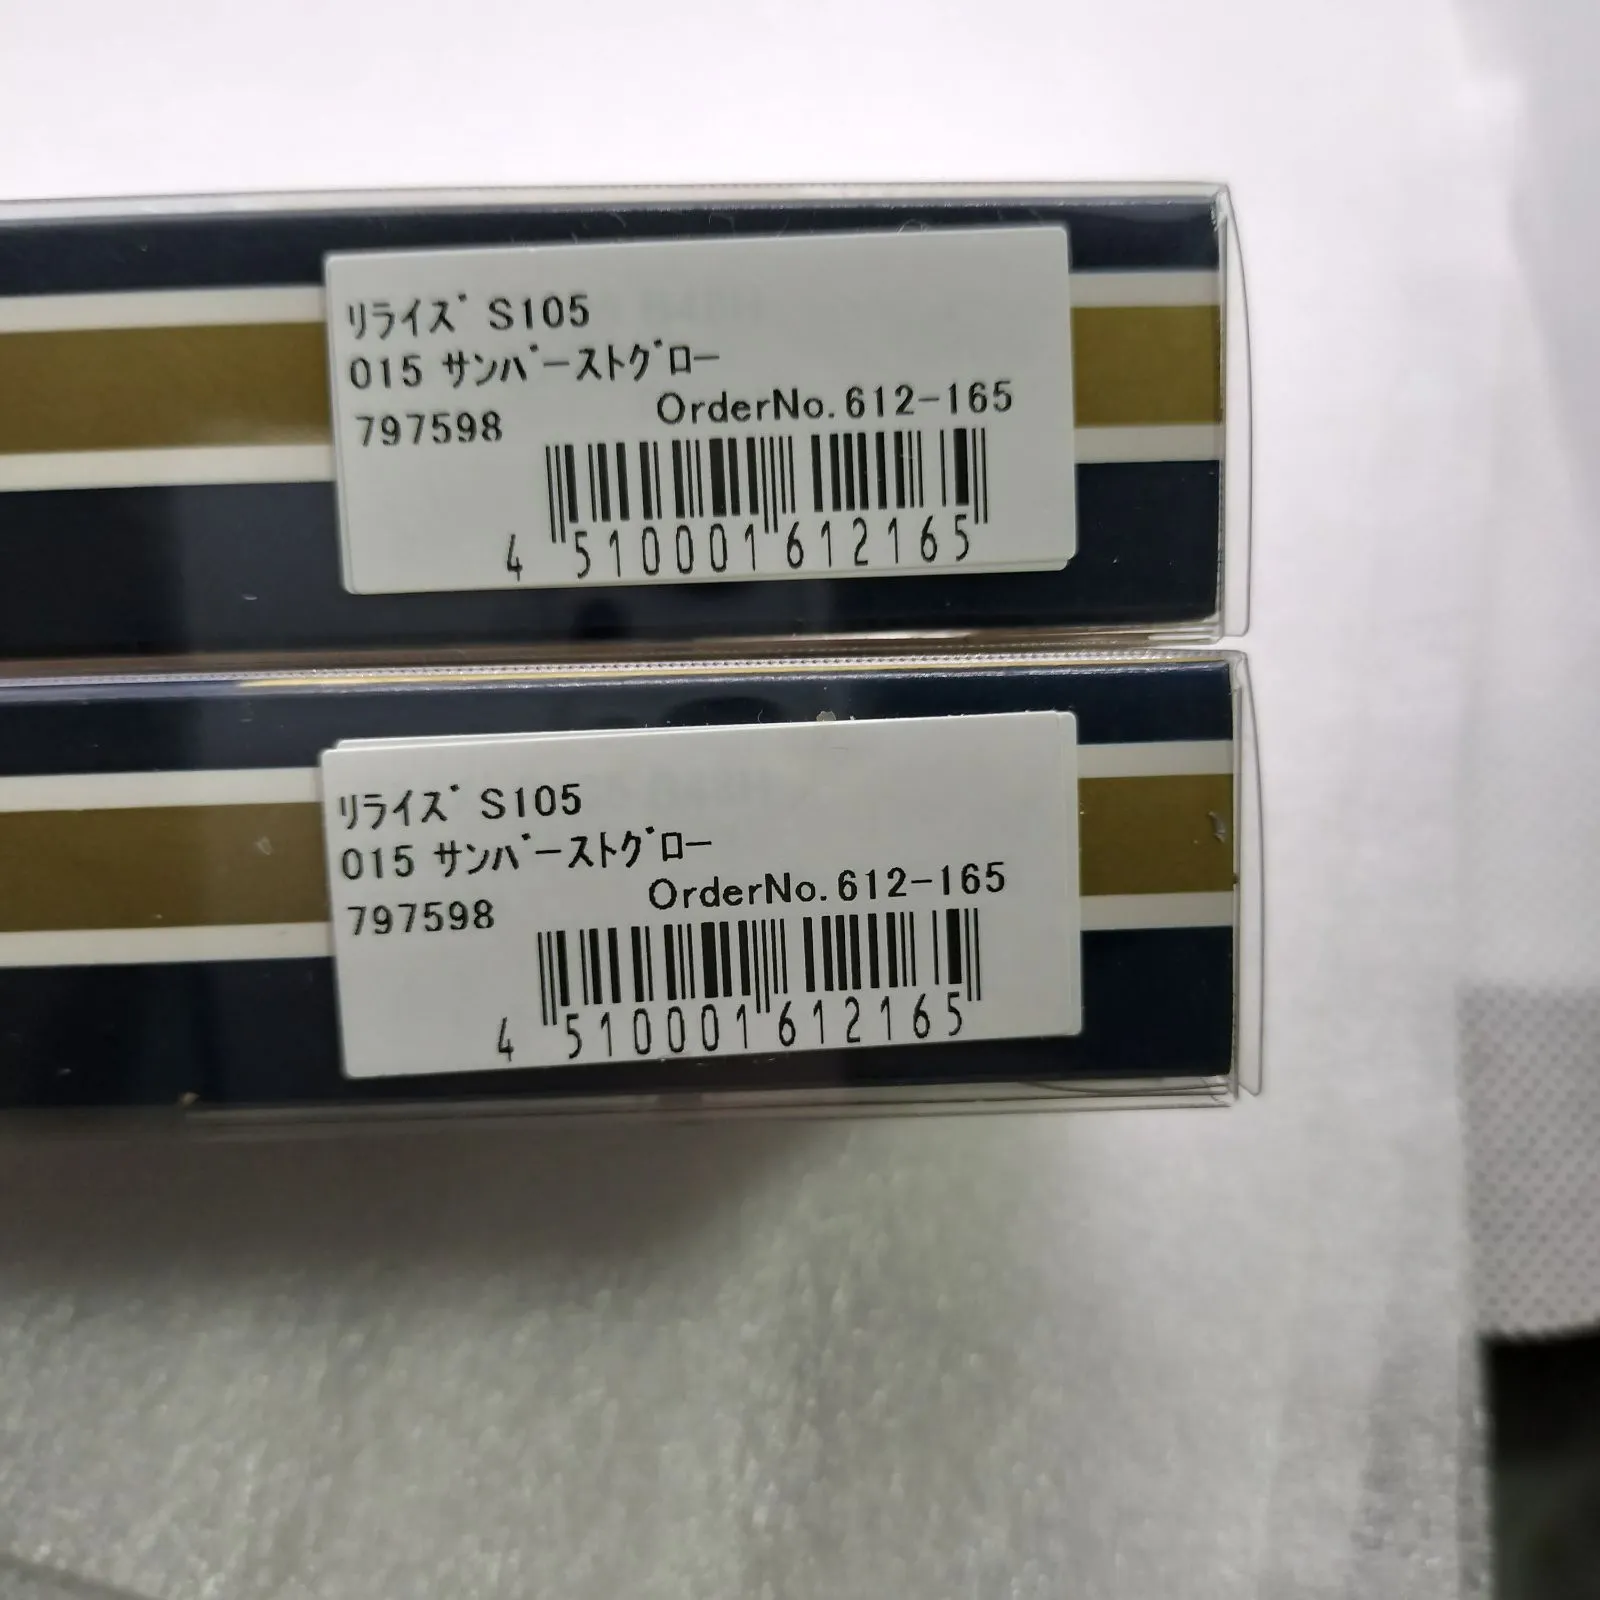 ﾘﾗｲｽﾞ S105
015 ｻﾝﾊﾞｰｽﾄｸﾞﾛｰ
OrderNo.612-165
797598
4 510001 612165
ﾘﾗｲｽﾞ S105
015 ｻﾝﾊﾞｰｽﾄｸﾞﾛｰ
OrderNo.612-165
797598
4 510001 612165